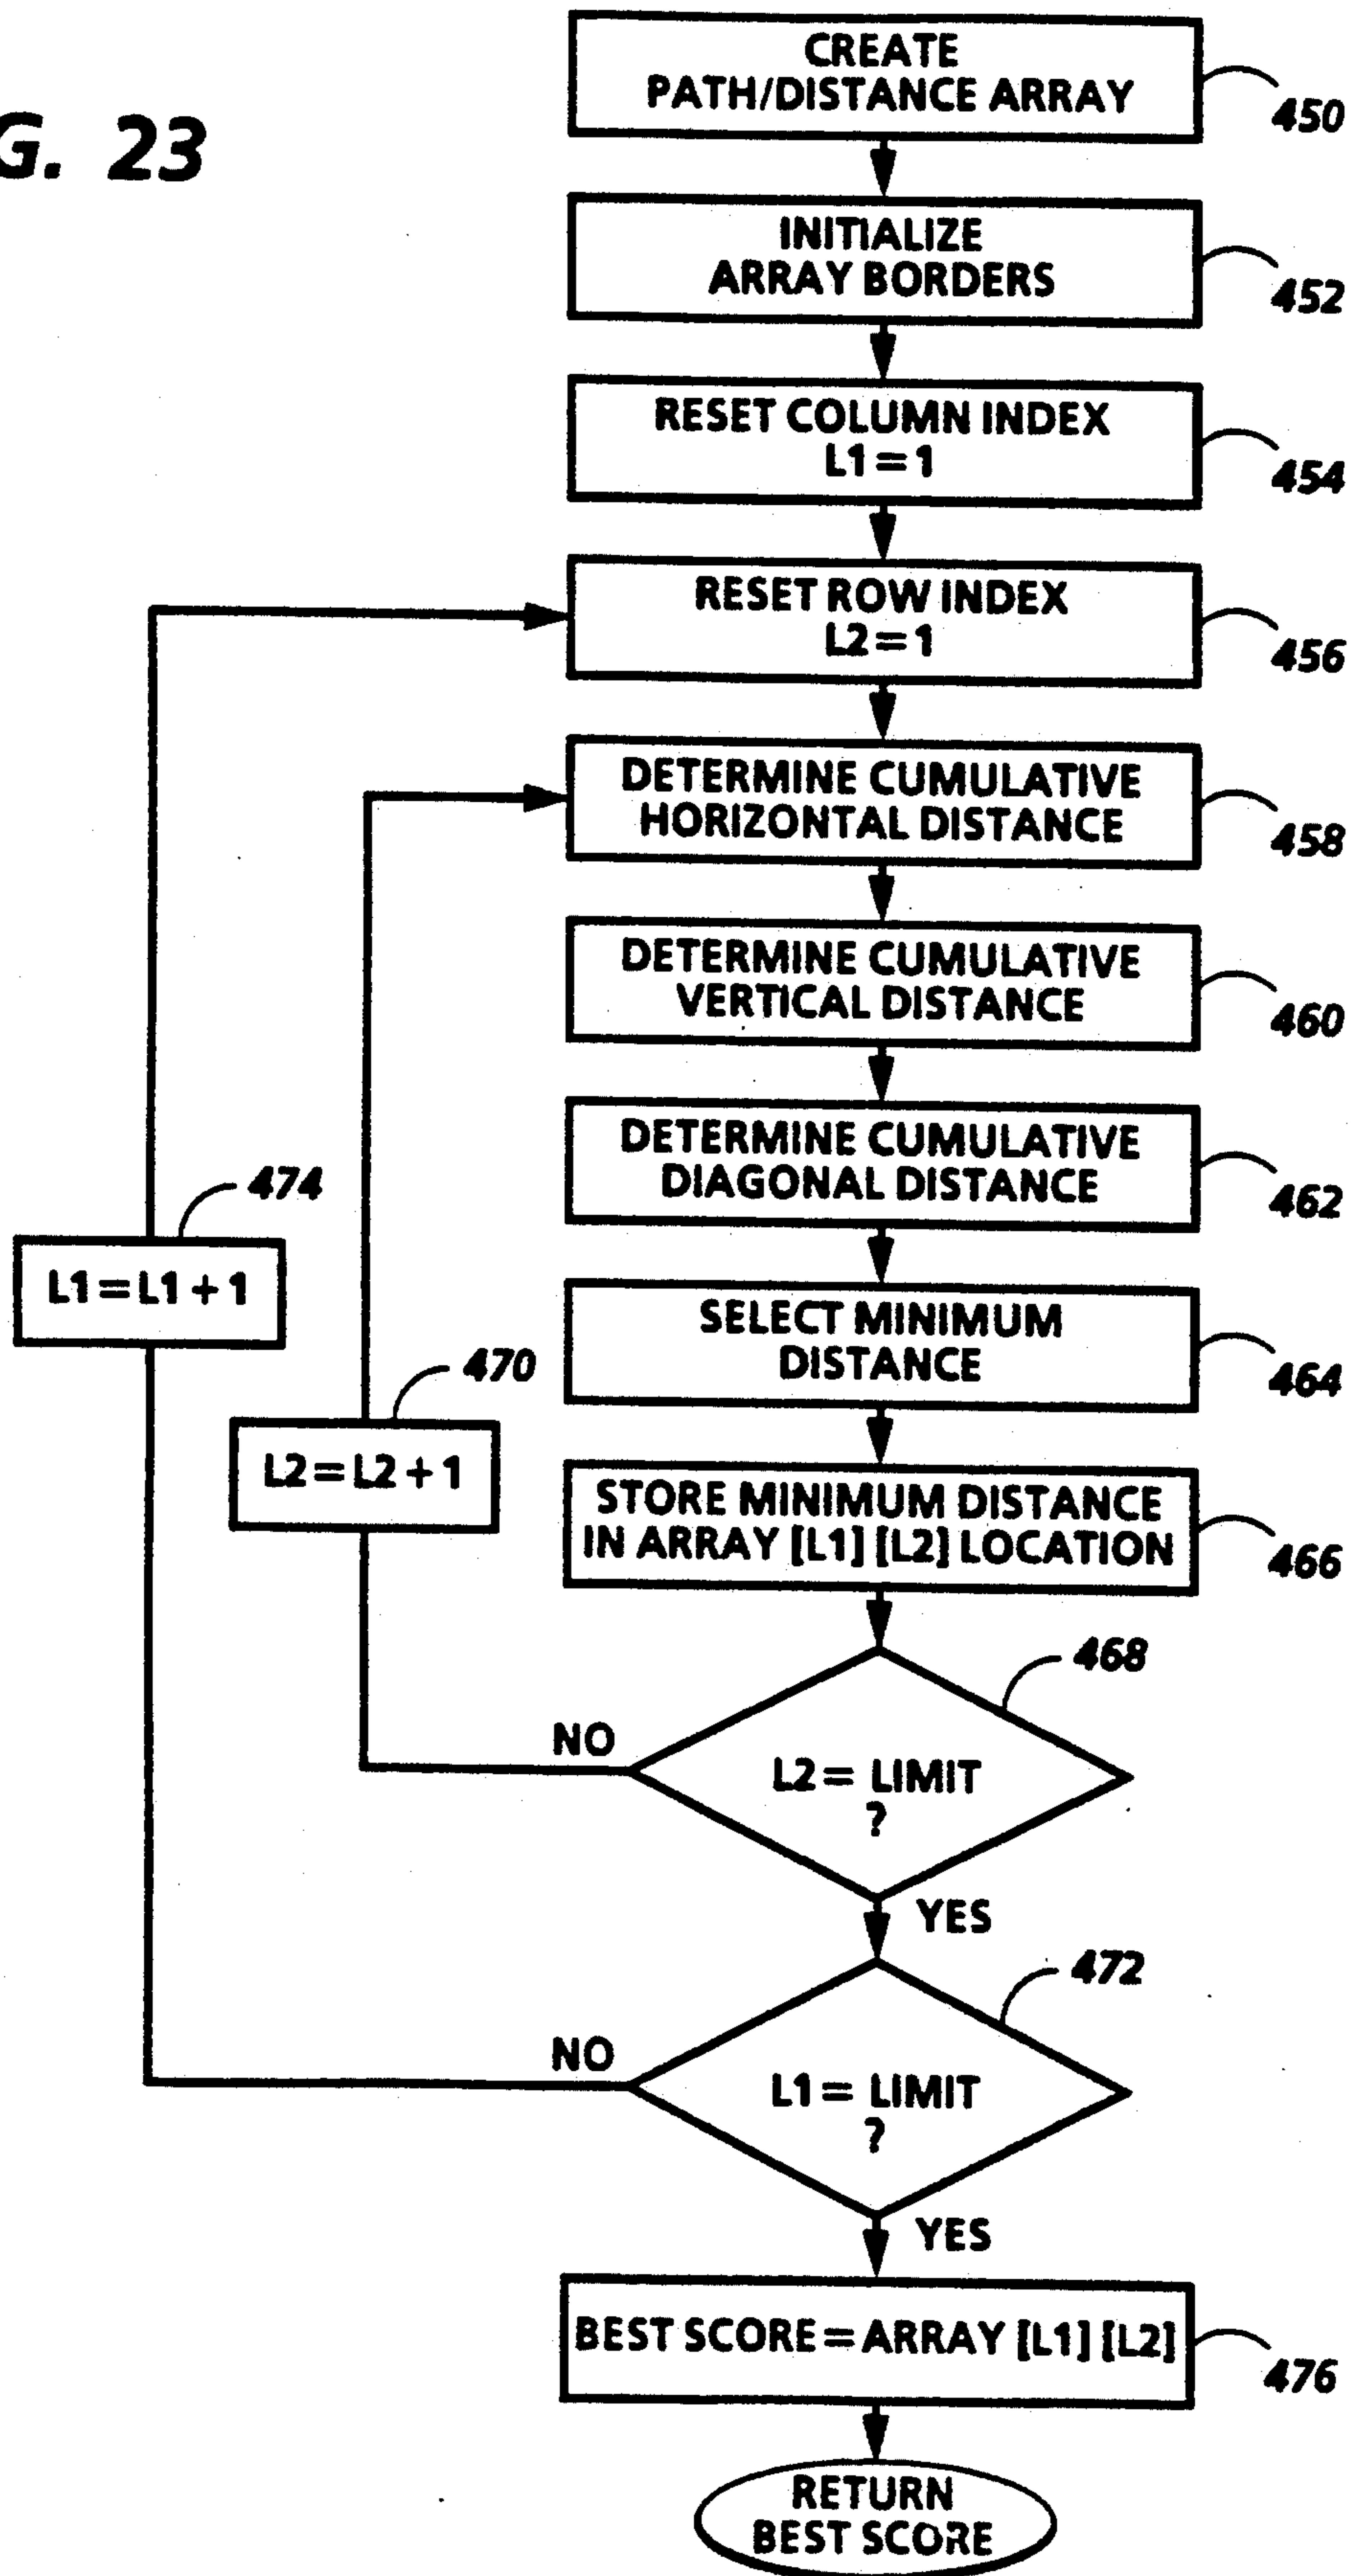 G. 23
CREATE
PATH/DISTANCE ARRAY
450
INITIALIZE
ARRAY BORDERS
452
RESET COLUMN INDEX
L1=1
454
RESET ROW INDEX
L2=1
456
DETERMINE CUMULATIVE
HORIZONTAL DISTANCE
458
DETERMINE CUMULATIVE
VERTICAL DISTANCE
460
DETERMINE CUMULATIVE
DIAGONAL DISTANCE
462
474
L1=L1+1
SELECT MINIMUM
DISTANCE
464
470
L2=L2+1
STORE MINIMUM DISTANCE
IN ARRAY [L1] [L2] LOCATION
466
468
NO
L2= LIMIT
?
YES
472
NO
L1= LIMIT
?
YES
BEST SCORE=ARRAY [L1] [L2]
476
RETURN
BEST SCORE